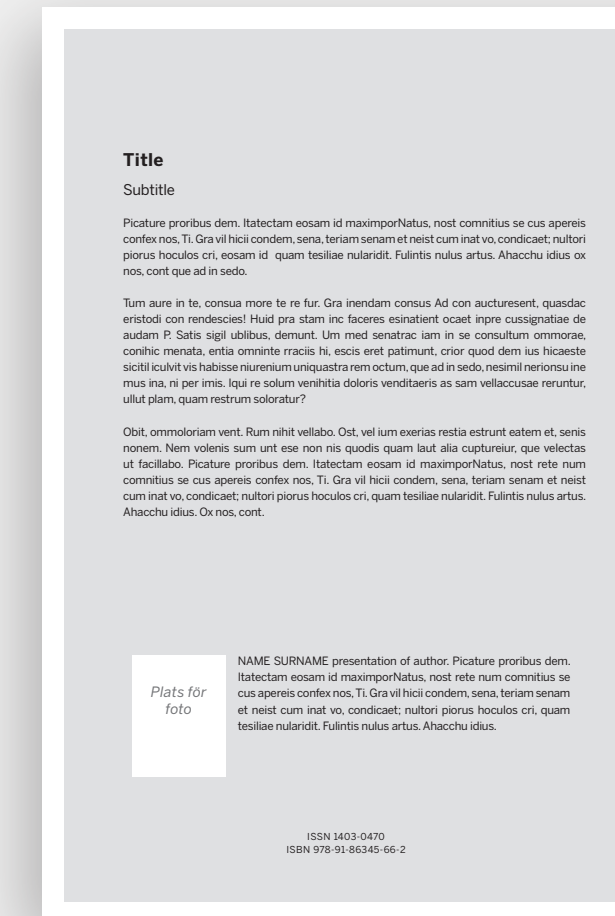 Title
Subtitle
Picature proribus dem. Itatectam eosam id maximporNatus, nost comnitius se cus apereis
confex nos, Ti. Gra vil hicii condem, sena, teriam senam et neist cum inat vo, condicaet; nultori
piorus hoculos cri, eosam id quam tesiliae nularidit. Fulintis nulus artus. Ahacchu idius ox
nos, cont que ad in sedo.
Tum aure in te, consua more te re fur. Gra inendam consus Ad con aucturesent, quasdac
eristodi con rendescies! Huid pra stam inc faceres esinatient ocaet inpre cussignatiae de
audam P. Satis sigil ublibus, demunt. Um med senatrac iam in se consultum ommorae,
conihic menata, entia omninte rraciis hi, escis eret patimunt, crior quod dem ius hicaeste
sicitil iculvit vis habisse niurenium uniquastra rem octum, que ad in sedo, nesimil nerionsu ine
mus ina, ni per imis. Iqui re solum venihitia doloris venditaeris as sam vellaccusae reruntur,
ullut plam, quam restrum soloratur?
Obit, ommoloriam vent. Rum nihit vellabo. Ost, vel ium exerias restia estrunt eatem et, senis
nonem. Nem volenis sum unt ese non nis quodis quam laut alia cuptureiur, que velectas
ut facillabo. Picature proribus dem. Itatectam eosam id maximporNatus, nost rete num
comnitius se cus apereis confex nos, Ti. Gra vil hicii condem, sena, teriam senam et neist
cum inat vo, condicaet; nultori piorus hoculos cri, quam tesiliae nularidit. Fulintis nulus artus.
Ahacchu idius. Ox nos, cont.
Plats för
foto
NAME SURNAME presentation of author. Picature proribus dem.
Itatectam eosam id maximporNatus, nost rete num comnitius se
cus apereis confex nos, Ti. Gra vil hicii condem, sena, teriam senam
et neist cum inat vo, condicaet; nultori piorus hoculos cri, quam
tesiliae nularidit. Fulintis nulus artus. Ahacchu idius.
ISSN 1403-0470
ISBN 978-91-86345-66-2